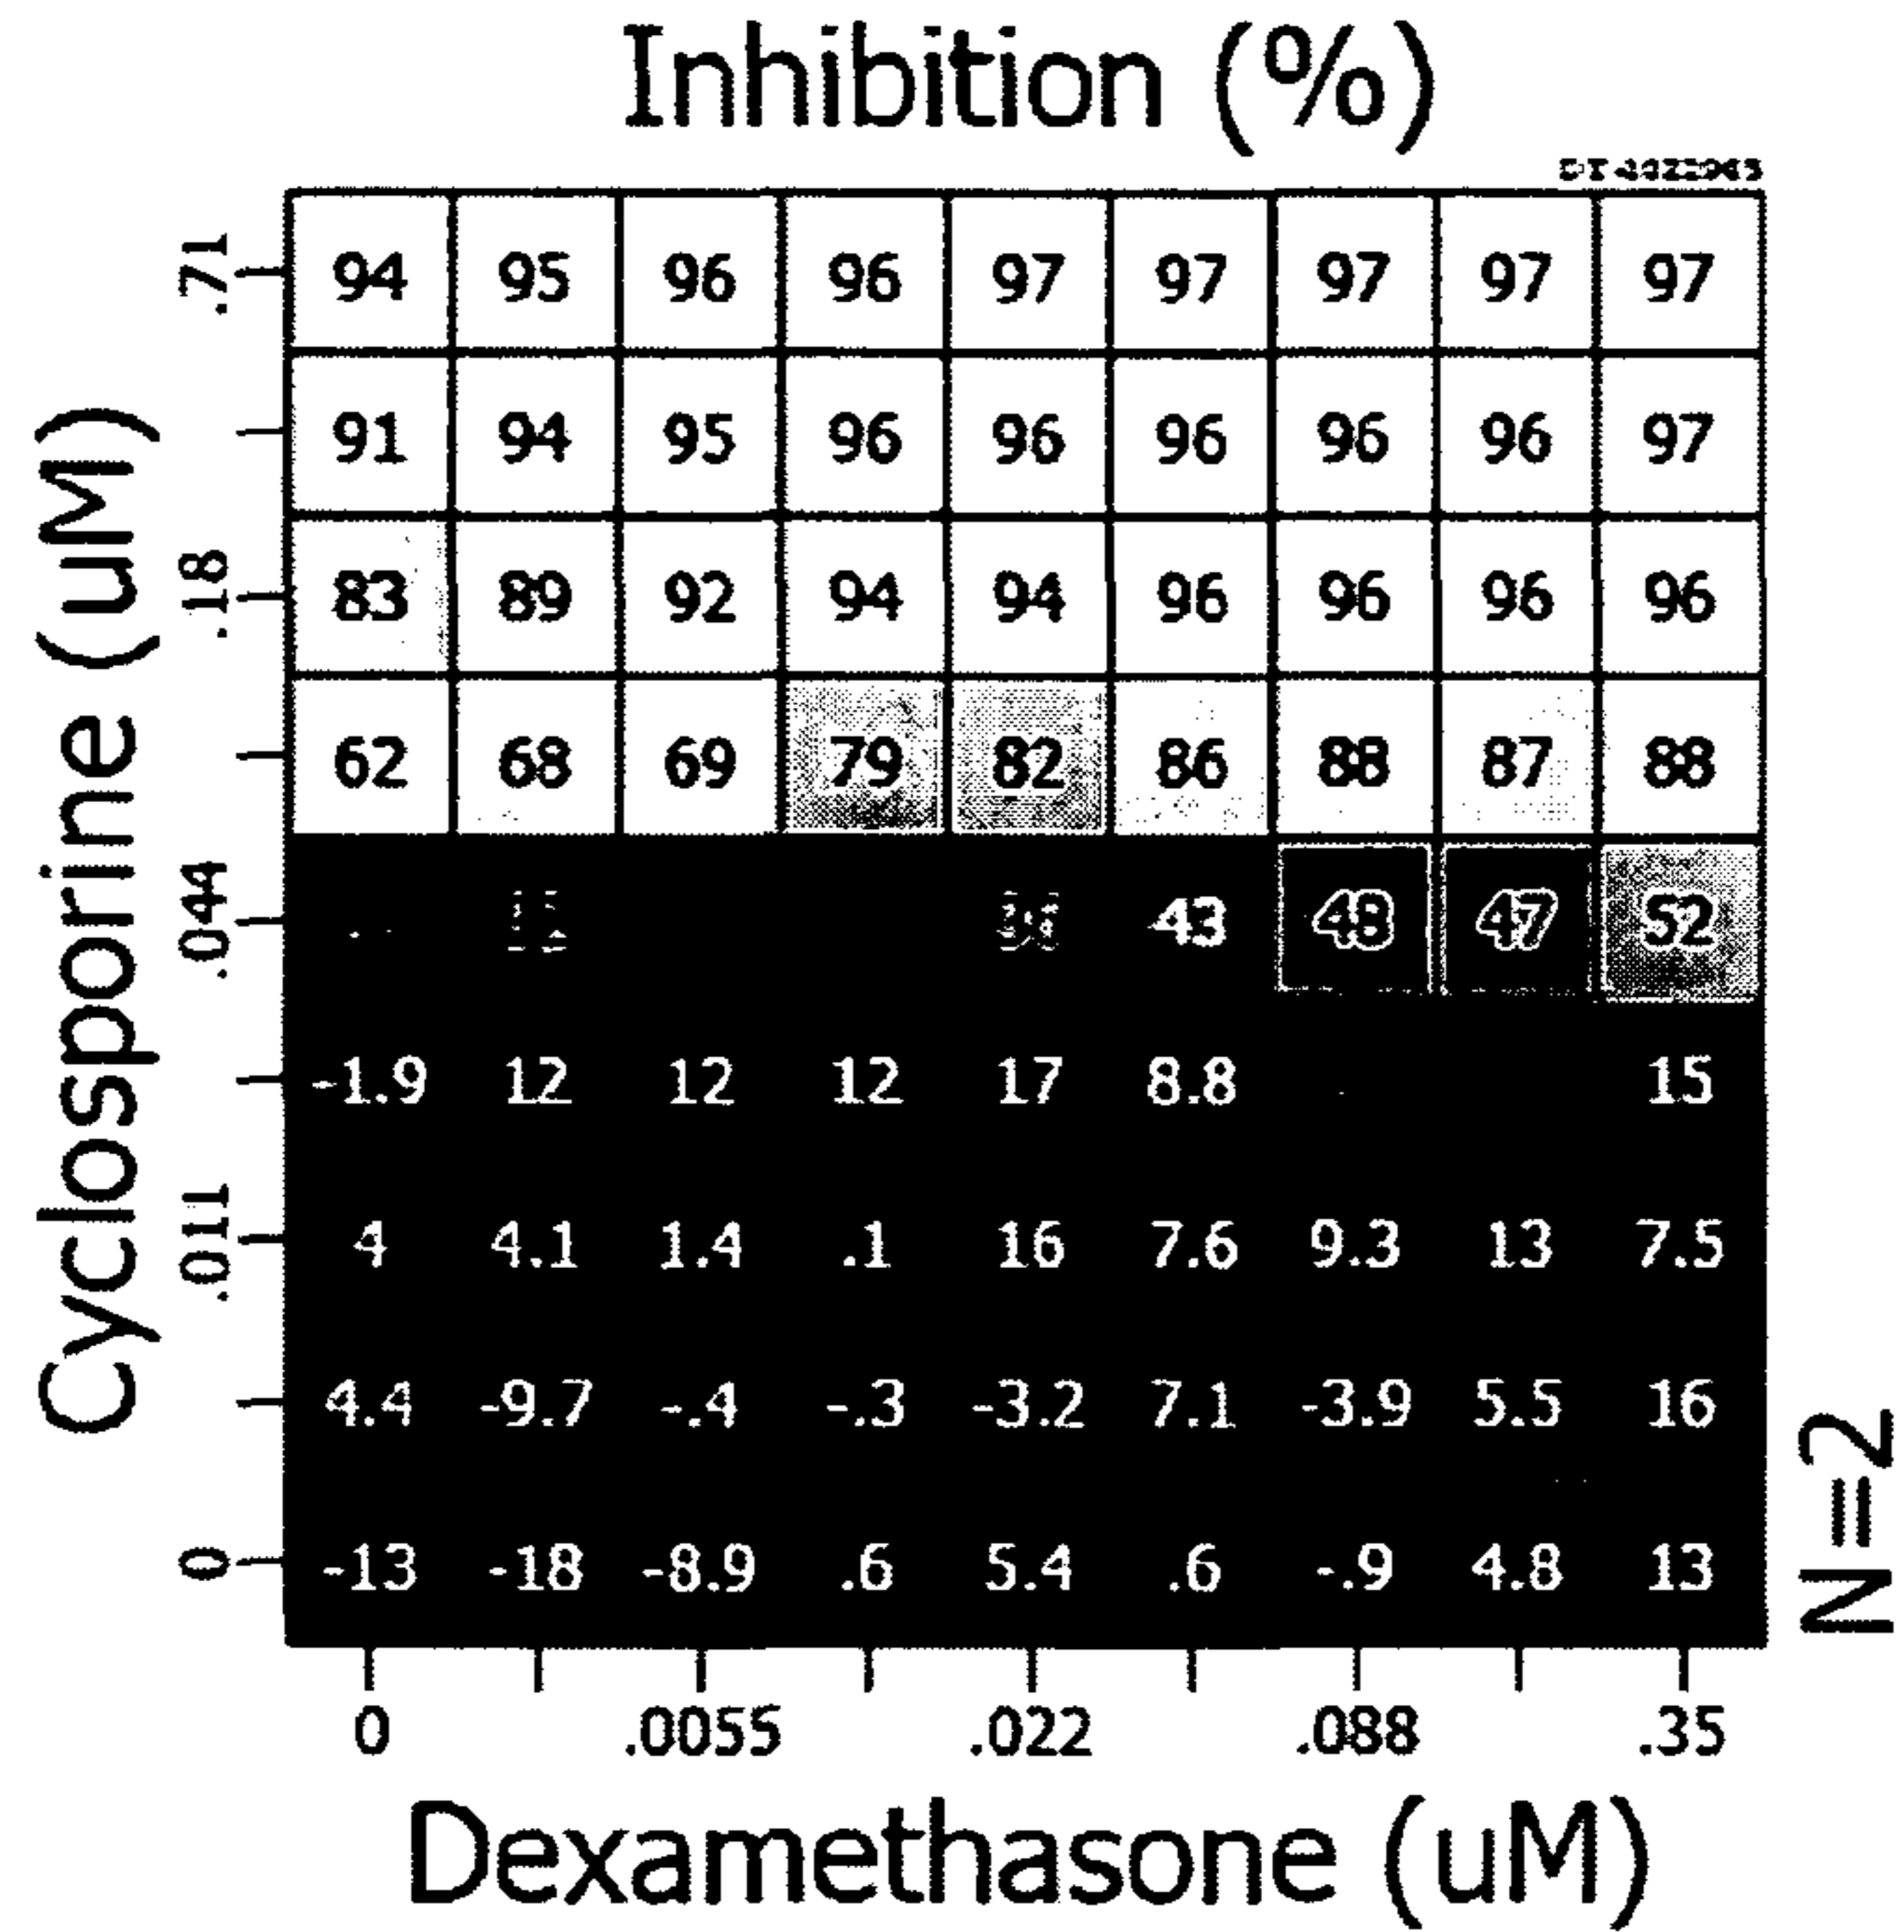 Inhibition (%)
.71 94 95 96 96 97 97 97 97 97
91 94 95 96 96 96 96 96 97
.18 83 89 92 94 94 96 96 96 96
62 68 69 79 82 86 88 87 88
.044 43 48 47 52
-1.9 12 12 12 17 8.8 15
.011 4 4.1 1.4 .1 16 7.6 9.3 13 7.5
4.4 -9.7 -.4 -.3 -3.2 7.1 -3.9 5.5 16
0 -13 -18 -8.9 .6 5.4 .6 -.9 4.8 13
0 .0055 .022 .088 .35
Dexamethasone (uM)
Cyclosporine (uM)
N=2